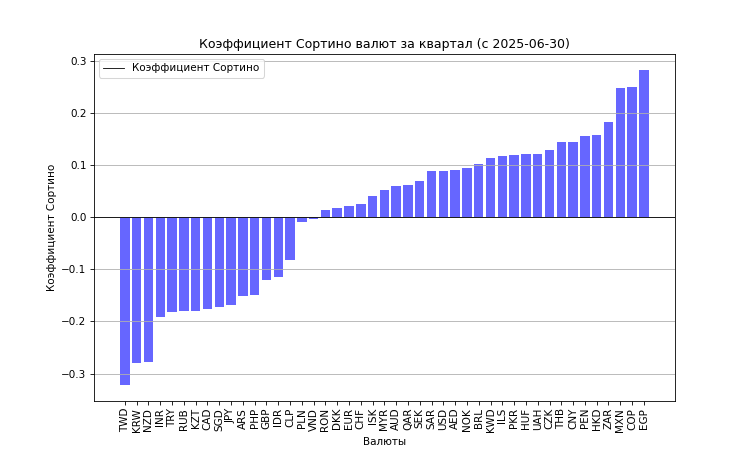 Коэффициент Сортино валют за квартал (с 2025-06-30)
Коэффициент Сортино
0.3
0.2
0.1
0.0
−0.1
−0.2
−0.3
Коэффициент Сортино
TWD KRW NZD INR TRY RUB KZT CAD SGD JPY ARS PHP GBP IDR CLP PLN VND RON DKK EUR CHF ISK MYR AUD QAR SEK SAR USD AED NOK BRL KWD ILS PKR HUF UAH CZK THB CNY PEN HKD ZAR MXN COP EGP
Валюты